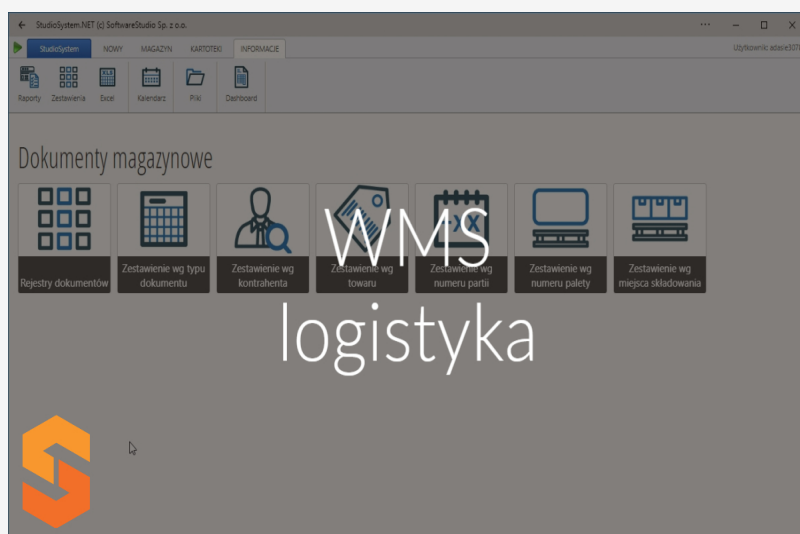 StudioSystem.NET (c) SoftwareStudio Sp. z o.o.
StudioSystem NOWY MAGAZYN KARTOTEKI INFORMACJE
Użytkownik: adasie3078
Raporty Zestawienia Excel Kalendarz Pliki Dashboard
Dokumenty magazynowe
Rejestry dokumentów
Zestawienie wg typu
dokumentu
Zestawienie wg
kontrahenta
Zestawienie wg
towaru
Zestawienie wg
numeru partii
Zestawienie wg
numeru palety
Zestawienie wg
miejsca składowania
WMS
logistyka